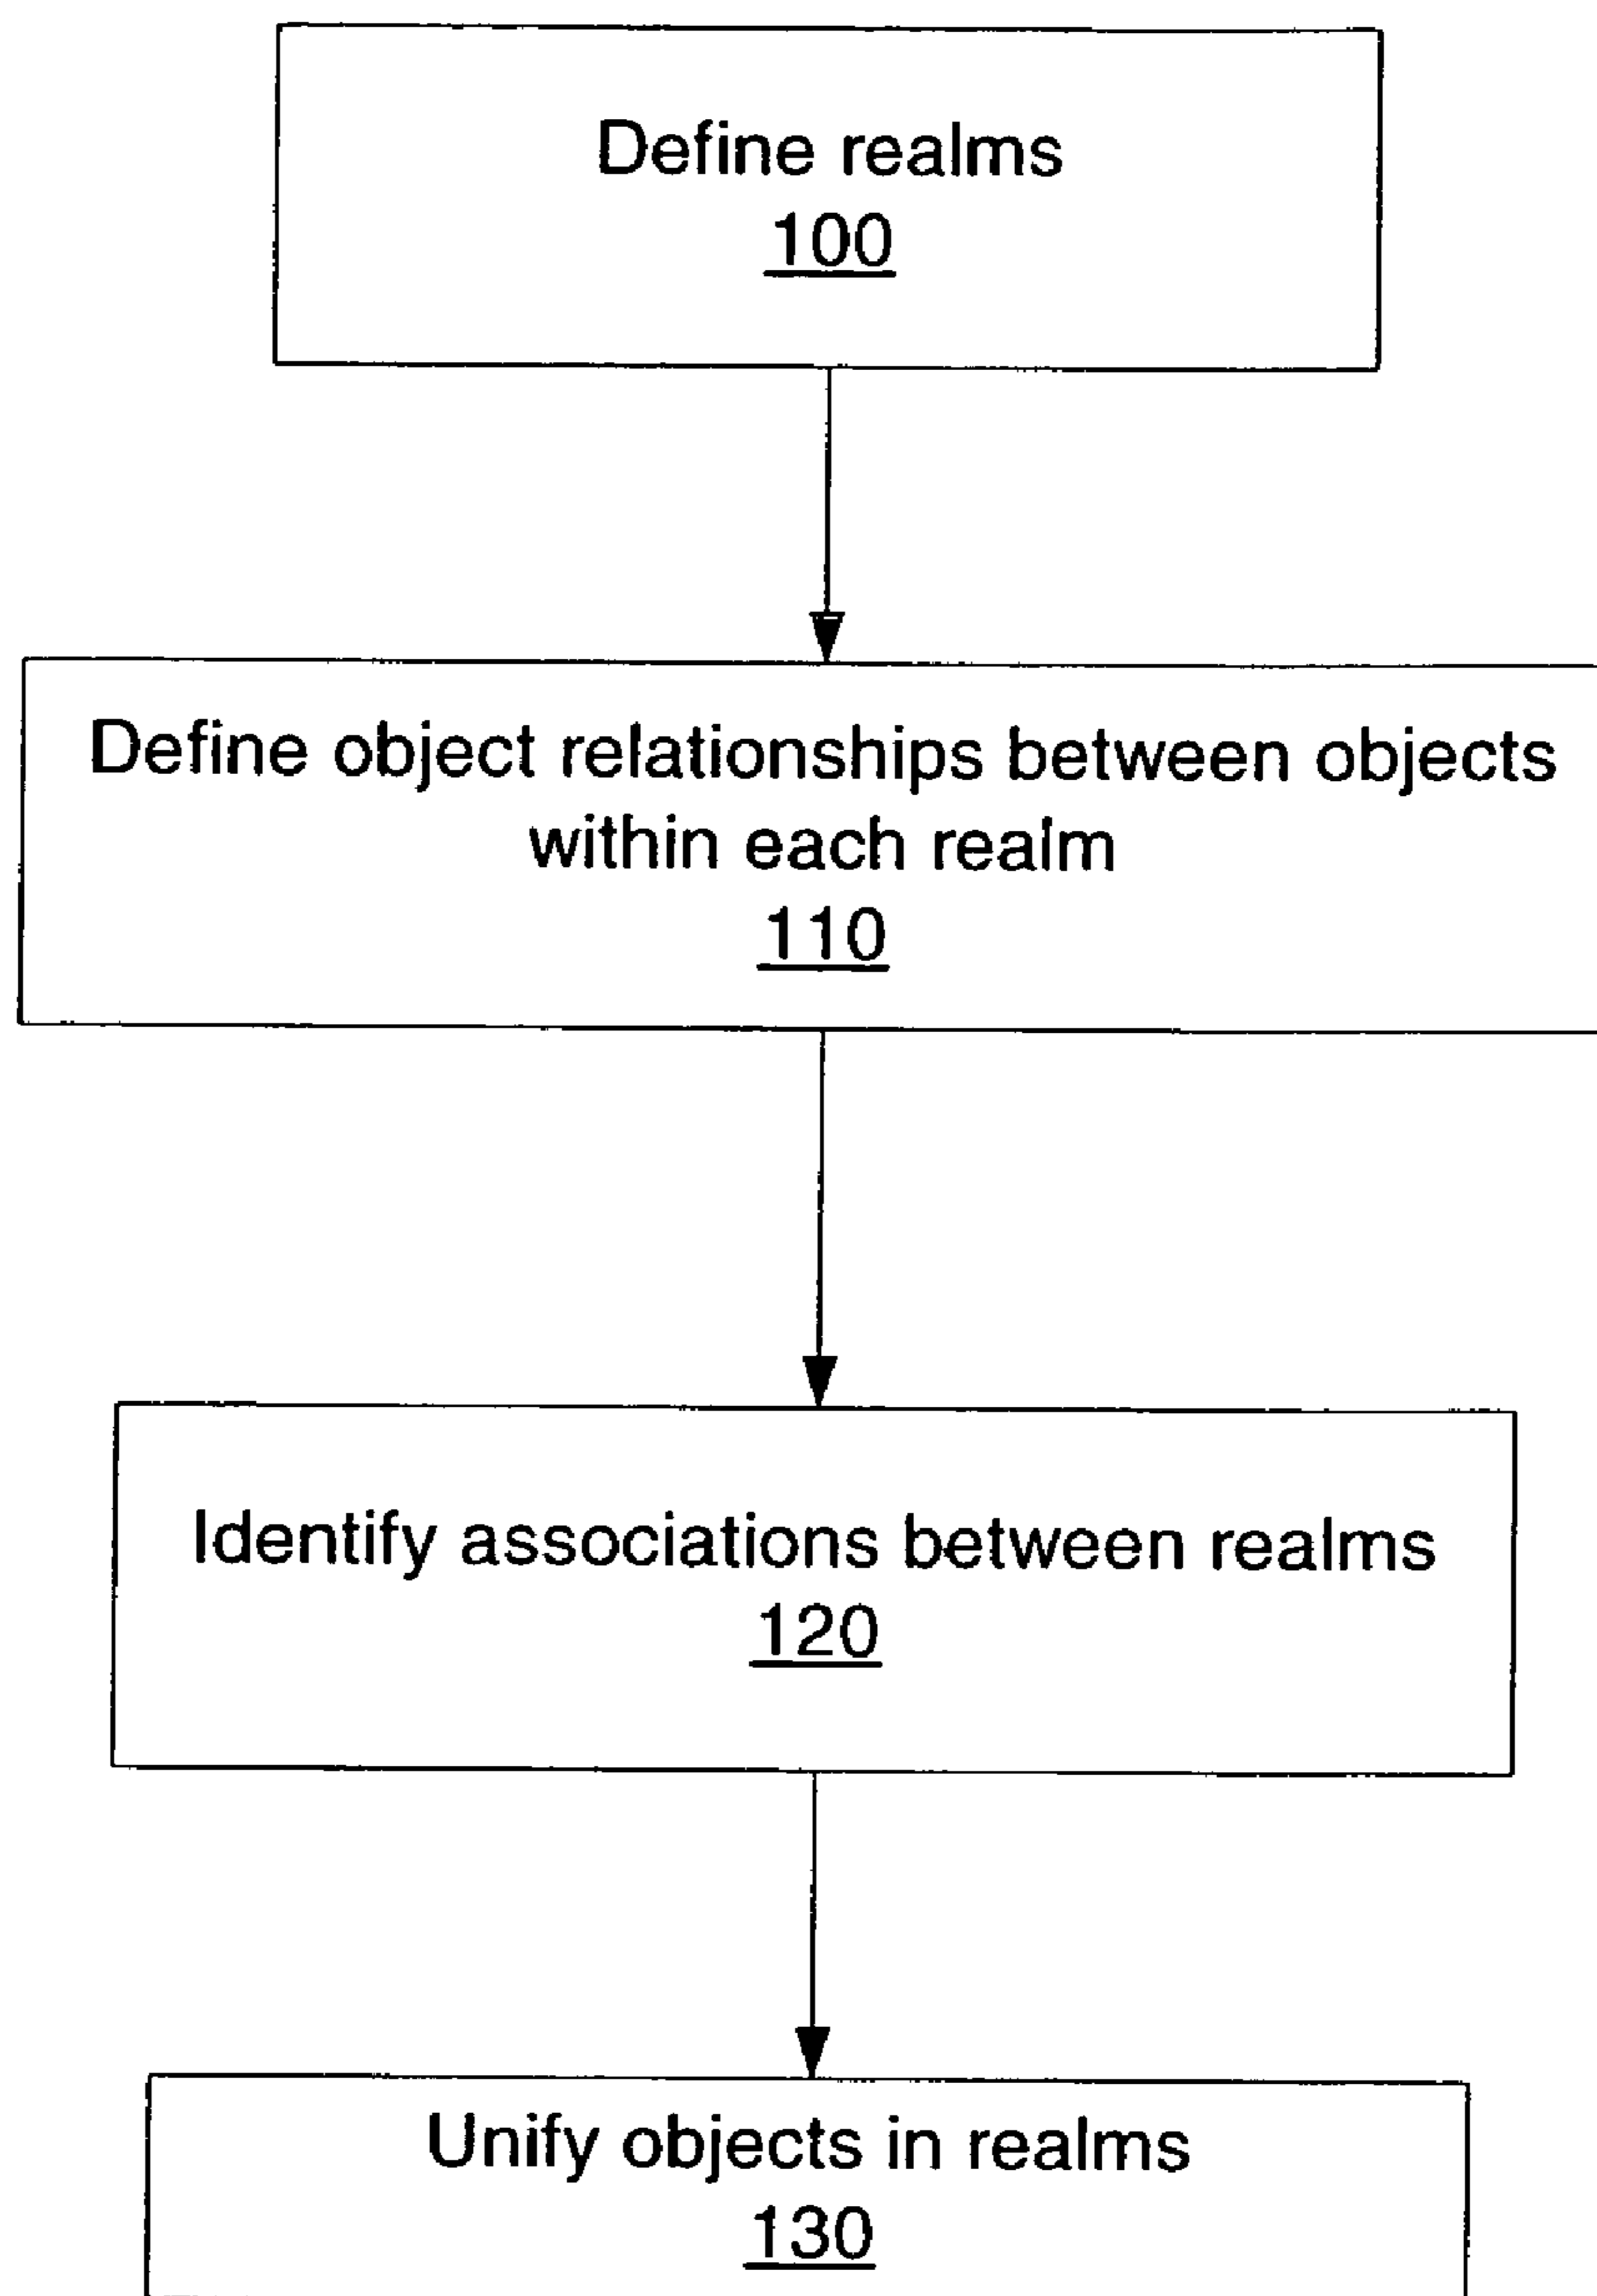 Define realms
100
Define object relationships between objects
within each realm
110
Identify associations between realms
120
Unify objects in realms
130